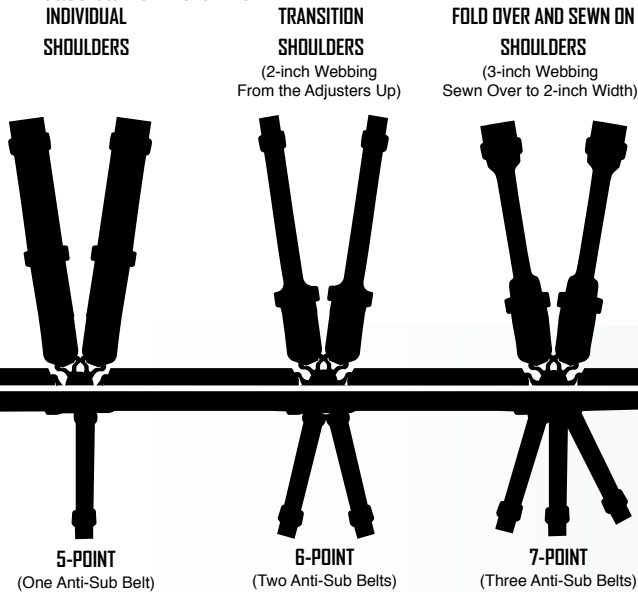 INDIVIDUAL
SHOULDERS
TRANSITION
SHOULDERS
(2-inch Webbing
From the Adjusters Up)
FOLD OVER AND SEWN ON
SHOULDERS
(3-inch Webbing
Sewn Over to 2-inch Width)
5-POINT
(One Anti-Sub Belt)
6-POINT
(Two Anti-Sub Belts)
7-POINT
(Three Anti-Sub Belts)